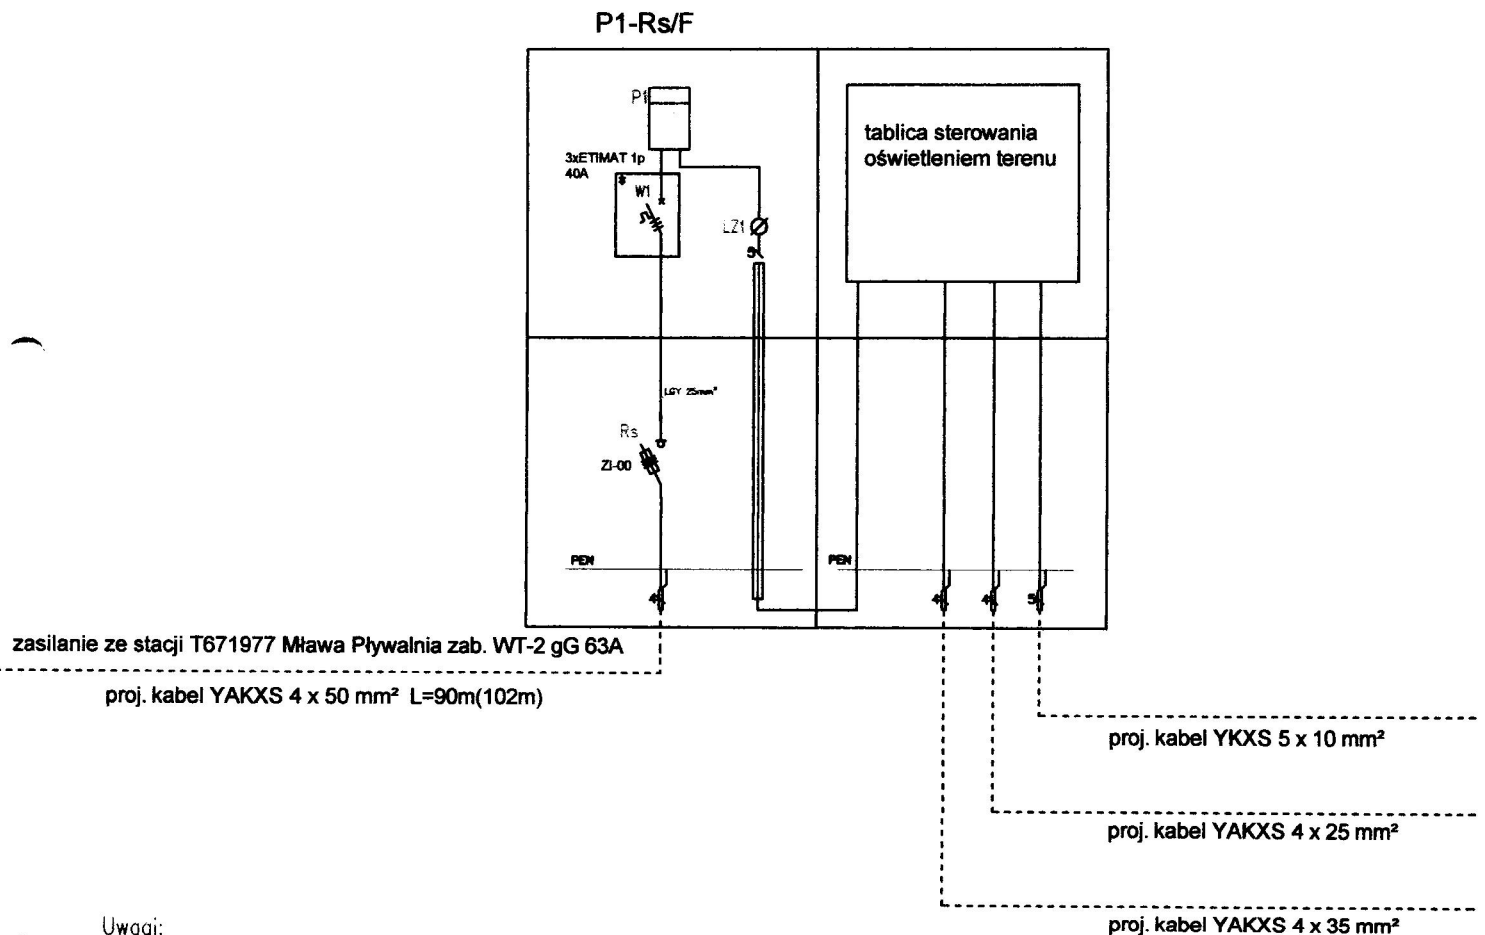 P1-Rs/F
P1
tablica sterowania
oświetleniem terenu
3xETIMAT 1p
40A
W1
LZ1
5
LGY 25mm²
Rs
ZI-00
PEN
PEN
4
4
4
5
zasilanie ze stacji T671977 Mława Pływalnia zab. WT-2 gG 63A
proj. kabel YAKXS 4 x 50 mm² L=90m(102m)
proj. kabel YKXS 5 x 10 mm²
proj. kabel YAKXS 4 x 25 mm²
proj. kabel YAKXS 4 x 35 mm²
Uwagi: